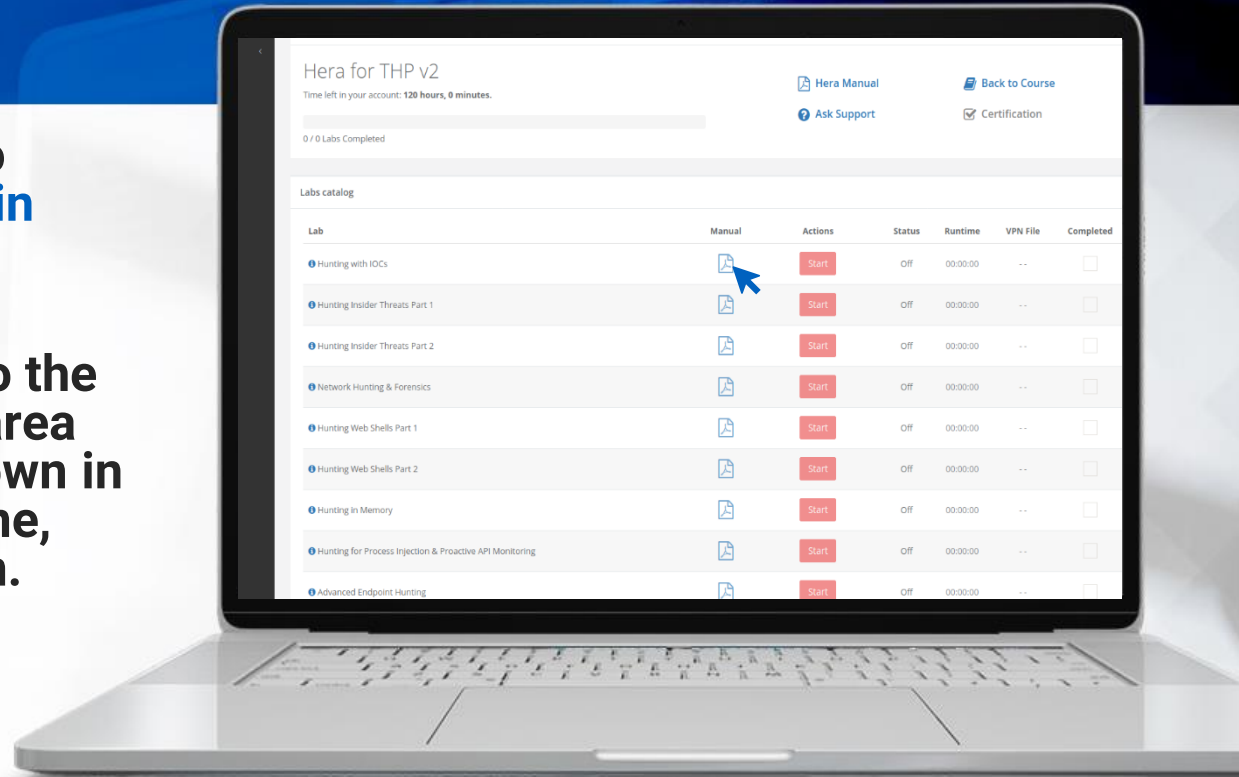 o
in
o the
area
own in
ne,
n.
Hera for THP v2
Time left in your account: 120 hours, 0 minutes.
0 / 0 Labs Completed
Hera Manual
Back to Course
Ask Support
Certification
Labs catalog
Lab Manual Actions Status Runtime VPN File Completed
Hunting with IOCs Start Off 00:00:00 --
Hunting Insider Threats Part 1 Start Off 00:00:00 --
Hunting Insider Threats Part 2 Start Off 00:00:00 --
Network Hunting & Forensics Start Off 00:00:00 --
Hunting Web Shells Part 1 Start Off 00:00:00 --
Hunting Web Shells Part 2 Start Off 00:00:00 --
Hunting in Memory Start Off 00:00:00 --
Hunting for Process Injection & Proactive API Monitoring Start Off 00:00:00 --
Advanced Endpoint Hunting Start Off 00:00:00 --